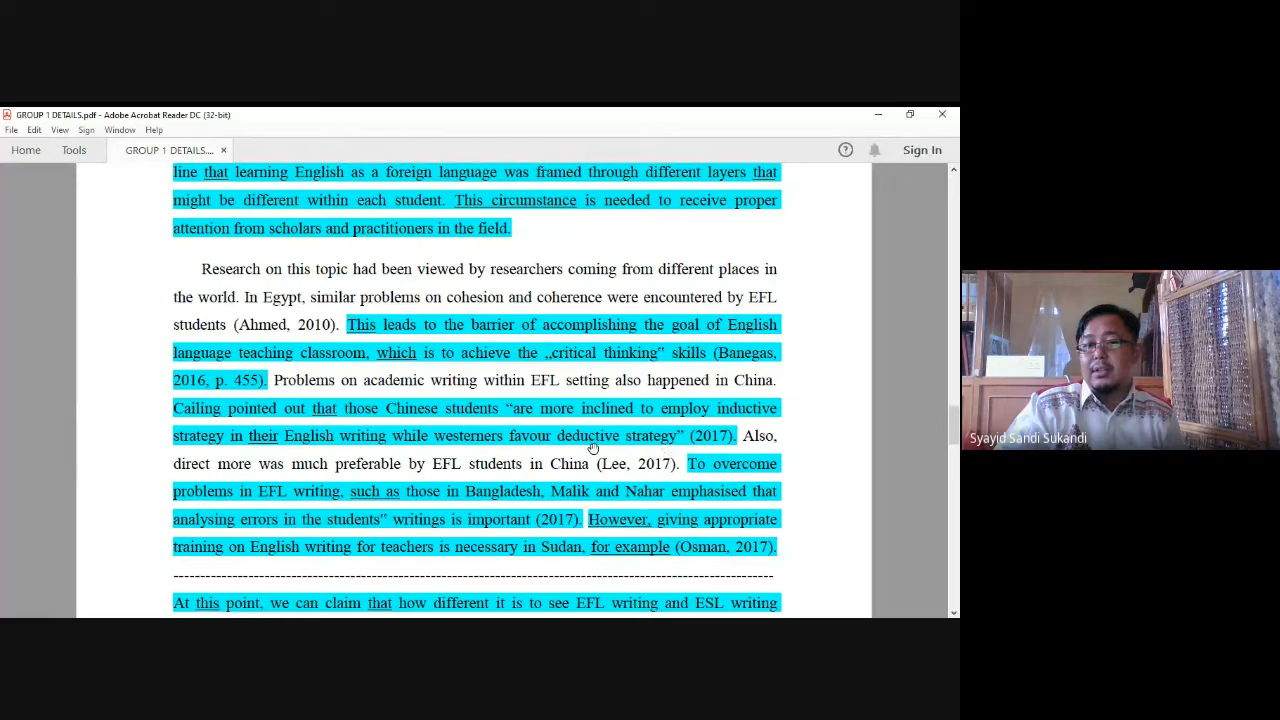 GROUP 1 DETAILS.pdf - Adobe Acrobat Reader DC (32-bit)
File Edit View Sign Window Help
Home Tools GROUP 1 DETAILS.... × Sign In
line that learning English as a foreign language was framed through different layers that
might be different within each student. This circumstance is needed to receive proper
attention from scholars and practitioners in the field.
Research on this topic had been viewed by researchers coming from different places in
the world. In Egypt, similar problems on cohesion and coherence were encountered by EFL
students (Ahmed, 2010). This leads to the barrier of accomplishing the goal of English
language teaching classroom, which is to achieve the „critical thinking‟ skills (Banegas,
2016, p. 455). Problems on academic writing within EFL setting also happened in China.
Cailing pointed out that those Chinese students “are more inclined to employ inductive
strategy in their English writing while westerners favour deductive strategy” (2017). Also,
direct more was much preferable by EFL students in China (Lee, 2017). To overcome
problems in EFL writing, such as those in Bangladesh, Malik and Nahar emphasised that
analysing errors in the students‟ writings is important (2017). However, giving appropriate
training on English writing for teachers is necessary in Sudan, for example (Osman, 2017).
At this point, we can claim that how different it is to see EFL writing and ESL writing
Syayid Sandi Sukandi